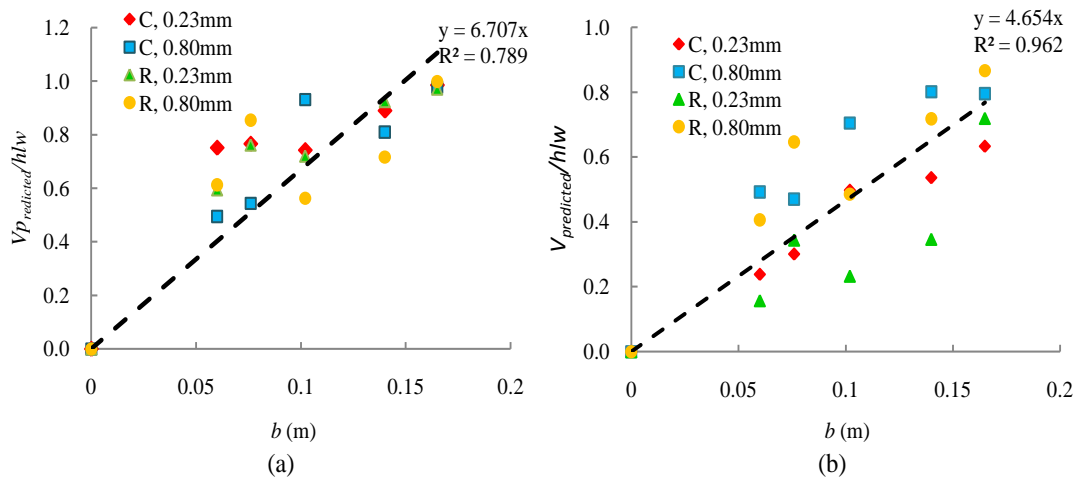 C, 0.23mm
C, 0.80mm
R, 0.23mm
R, 0.80mm
y = 6.707x
R² = 0.789
Vpredicted/hlw
1.2
1.0
0.8
0.6
0.4
0.2
0.0
0 0.05 0.1 0.15 0.2
b (m)
(a)
C, 0.23mm
C, 0.80mm
R, 0.23mm
R, 0.80mm
y = 4.654x
R² = 0.962
Vpredicted/hlw
1.0
0.8
0.6
0.4
0.2
0.0
0 0.05 0.1 0.15 0.2
b (m)
(b)